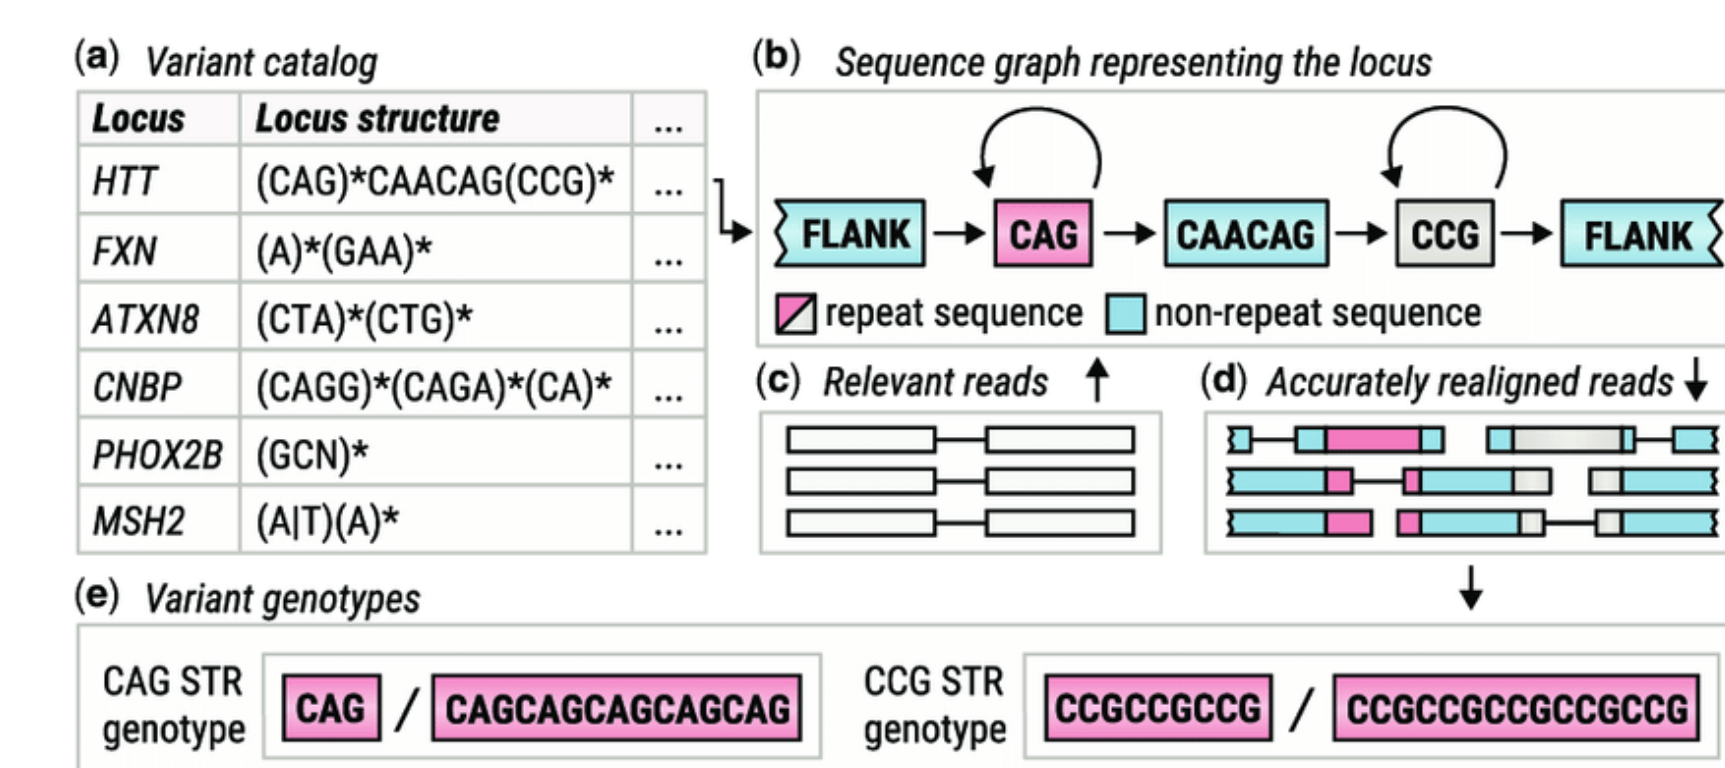 (a) Variant catalog
Locus Locus structure ...
HTT (CAG)*CAACAG(CCG)* ...
FXN (A)*(GAA)* ...
ATXN8 (CTA)*(CTG)* ...
CNBP (CAGG)*(CAGA)*(CA)* ...
PHOX2B (GCN)* ...
MSH2 (A|T)(A)* ...
(b) Sequence graph representing the locus
FLANK CAG CAACAG CCG FLANK
repeat sequence non-repeat sequence
(c) Relevant reads
(d) Accurately realigned reads
(e) Variant genotypes
CAG STR
genotype
CAG / CAGCAGCAGCAGCAG
CCG STR
genotype
CCGCCGCCG / CCGCCGCCGCCGCCG